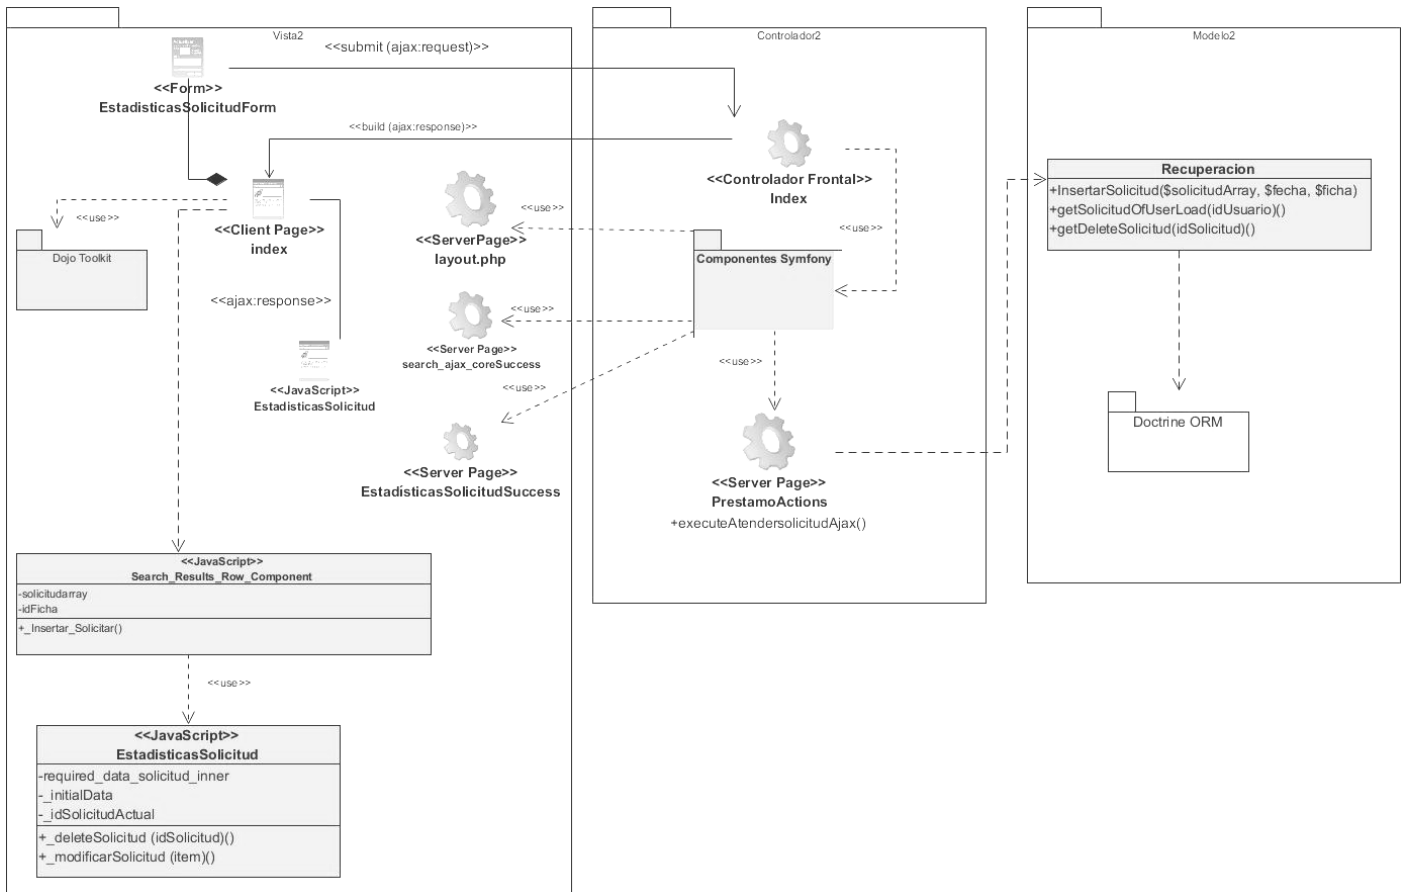 Vista2
<<submit (ajax:request)>>
<<Form>>
EstadisticasSolicitudForm
<<build (ajax:response)>>
<<use>>
<<Client Page>>
index
Dojo Toolkit
<<ajax:response>>
<<JavaScript>>
EstadisticasSolicitud
<<use>>
<<ServerPage>>
layout.php
<<use>>
<<Server Page>>
search_ajax_coreSuccess
<<use>>
<<Server Page>>
EstadísticasSolicitudSuccess
<<JavaScript>>
Search_Results_Row_Component
-solicitudarray
-idFicha
+_Insertar_Solicitar()
<<use>>
<<JavaScript>>
EstadisticasSolicitud
-required_data_solicitud_inner
-_initialData
-_idSolicitudActual
+_deleteSolicitud (idSolicitud)()
+_modificarSolicitud (item)()
Controlador2
<<Controlador Frontal>>
Index
<<use>>
Componentes Symfony
<<use>>
<<Server Page>>
PrestamoActions
+executeAtendersolicitudAjax()
Modelo2
Recuperacion
+InsertarSolicitud($solicitudArray, $fecha, $ficha)
+getSolicitudOfUserLoad(idUsuario)()
+getDeleteSolicitud(idSolicitud)()
Doctrine ORM